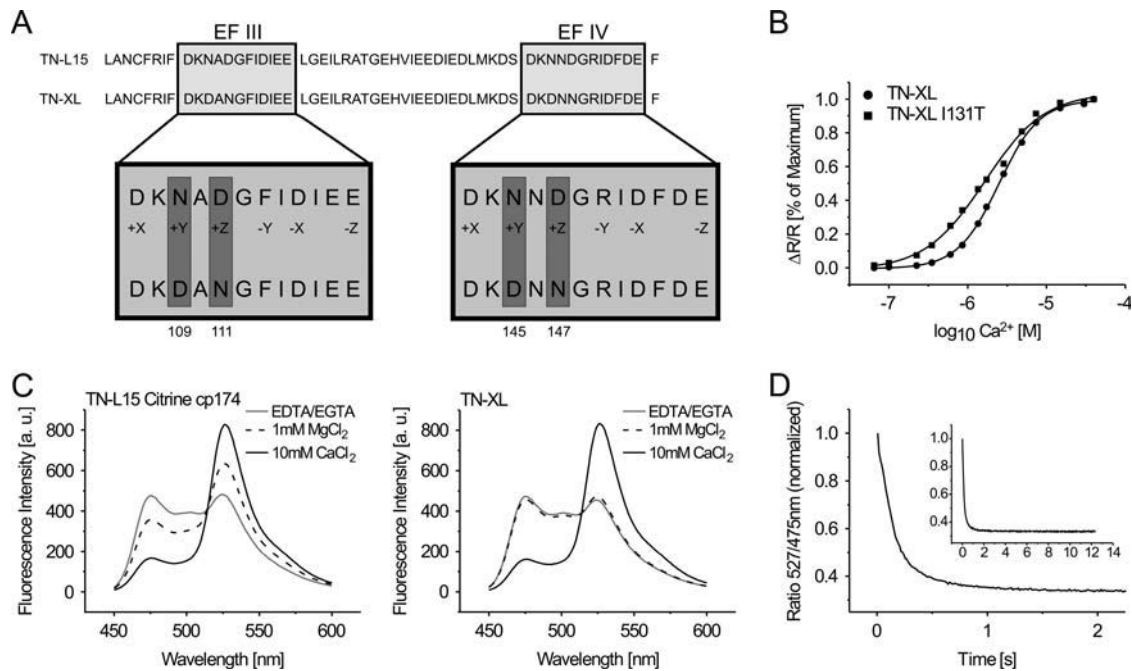 A
EF III
EF IV
TN-L15 LANCFRIF DKNADGFIDIEE LGEILRATGEHVIEEDIEDLMKDS DKNNDGRIDFDE F
TN-XL LANCFRIF DKDANGFIDIEE LGEILRATGEHVIEEDIEDLMKDS DKDNNGRIDFDE F
D K N A D G F I D I E E
+X +Y +Z -Y -X -Z
D K D A N G F I D I E E
109 111
D K N N D G R I D F D E
+X +Y +Z -Y -X -Z
D K D N N G R I D F D E
145 147
B
TN-XL
TN-XL I131T
ΔR/R [% of Maximum]
1.0
0.8
0.6
0.4
0.2
0.0
-7 -6 -5 -4
log10 Ca2+ [M]
C
TN-L15 Citrine cp174
EDTA/EGTA
1mM MgCl2
10mM CaCl2
Fluorescence Intensity [a. u.]
800
600
400
200
0
450 500 550 600
Wavelength [nm]
TN-XL
EDTA/EGTA
1mM MgCl2
10mM CaCl2
Fluorescence Intensity [a. u.]
800
600
400
200
0
450 500 550 600
Wavelength [nm]
D
Ratio 527/475nm (normalized)
1.0
0.8
0.6
0.4
0 1 2
Time [s]
1.0
0.8
0.6
0.4
0 2 4 6 8 10 12 14